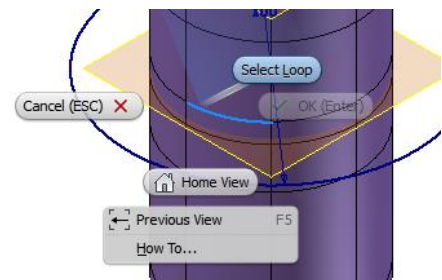 Select Loop
Cancel (ESC)
OK (Enter)
Home View
Previous View F5
How To...